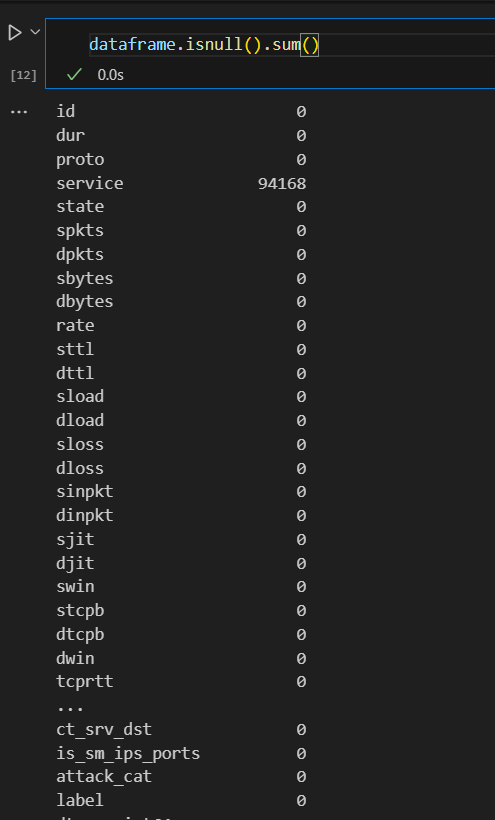 dataframe.isnull().sum()
[12] 0.0s
... id 0
dur 0
proto 0
service 94168
state 0
spkts 0
dpkts 0
sbytes 0
dbytes 0
rate 0
sttl 0
dttl 0
sload 0
dload 0
sloss 0
dloss 0
sinpkt 0
dinpkt 0
sjit 0
djit 0
swin 0
stcpb 0
dtcpb 0
dwin 0
tcprtt 0
...
ct_srv_dst 0
is_sm_ips_ports 0
attack_cat 0
label 0